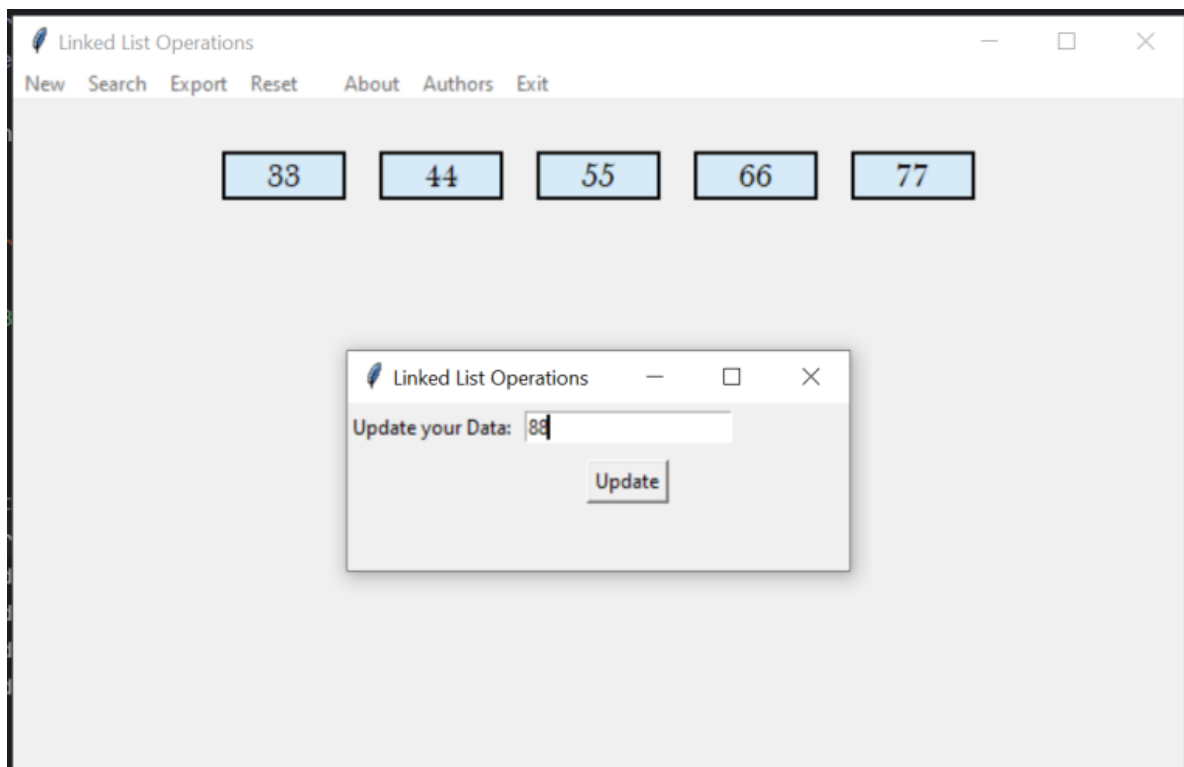 Linked List Operations
New Search Export Reset About Authors Exit
33 44 55 66 77
Linked List Operations
Update your Data: 88
Update